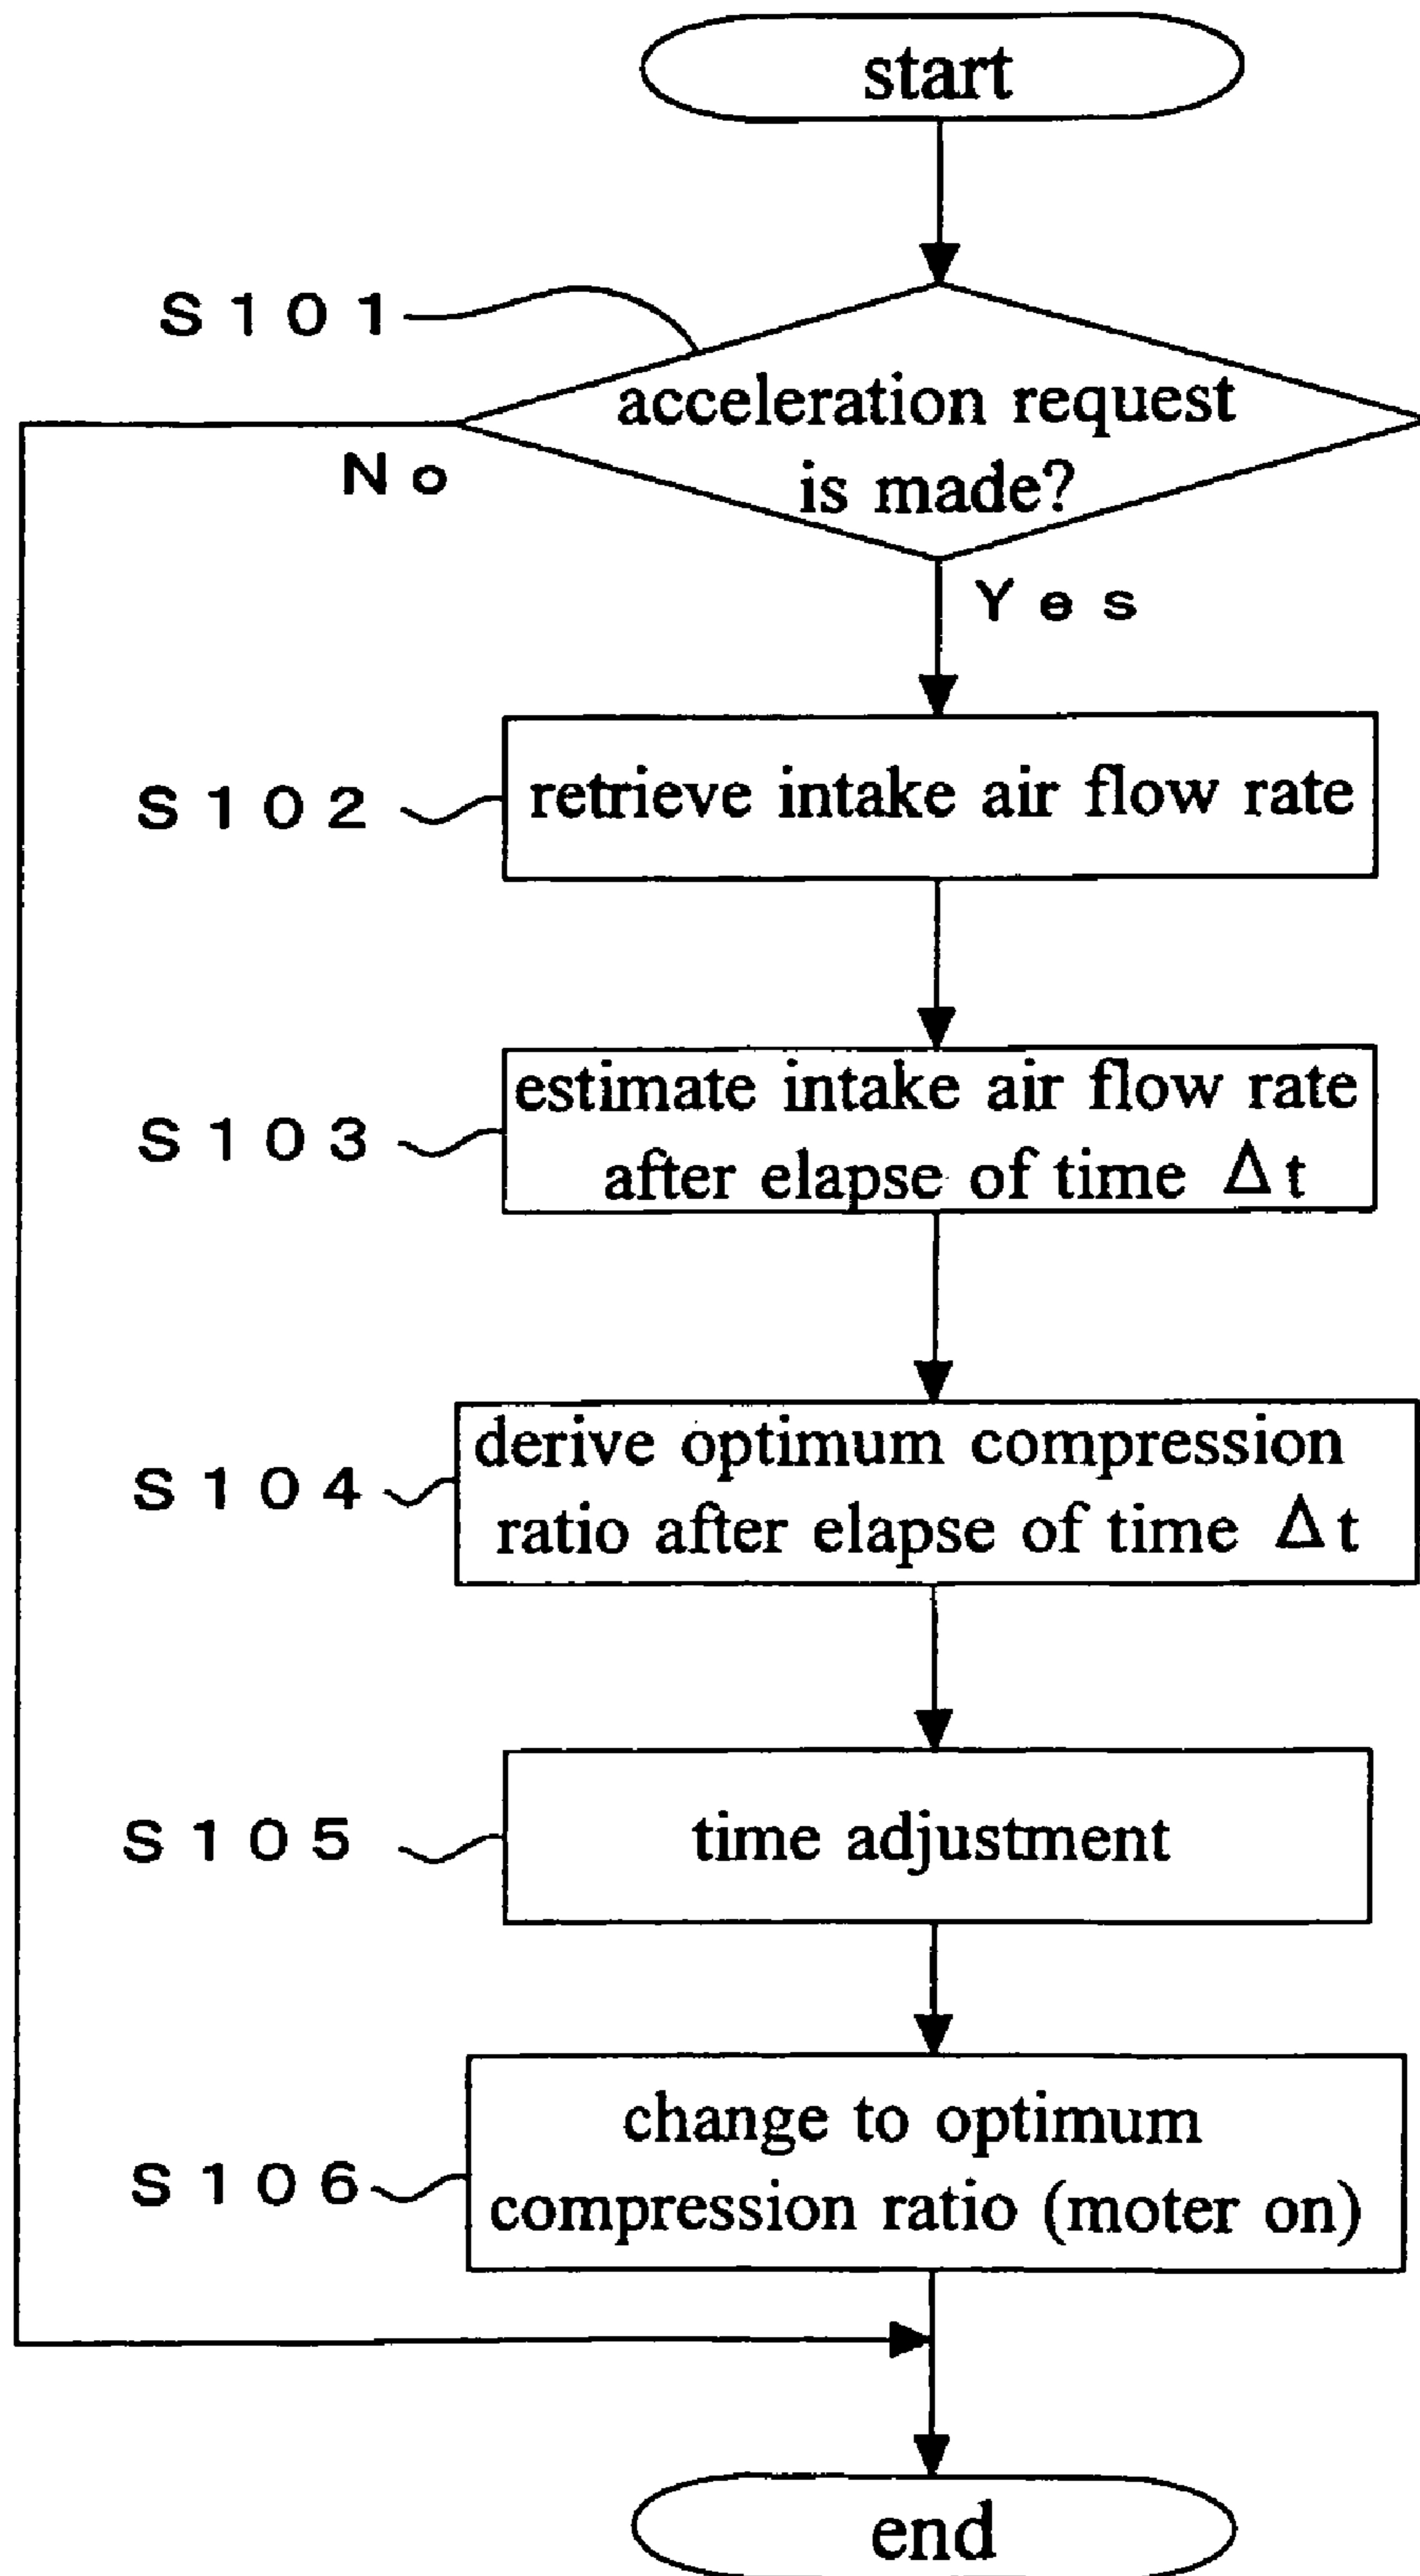 start
S101
acceleration request
is made?
No
Yes
S102
retrieve intake air flow rate
S103
estimate intake air flow rate
after elapse of time Δt
S104
derive optimum compression
ratio after elapse of time Δt
S105
time adjustment
S106
change to optimum
compression ratio (moter on)
end